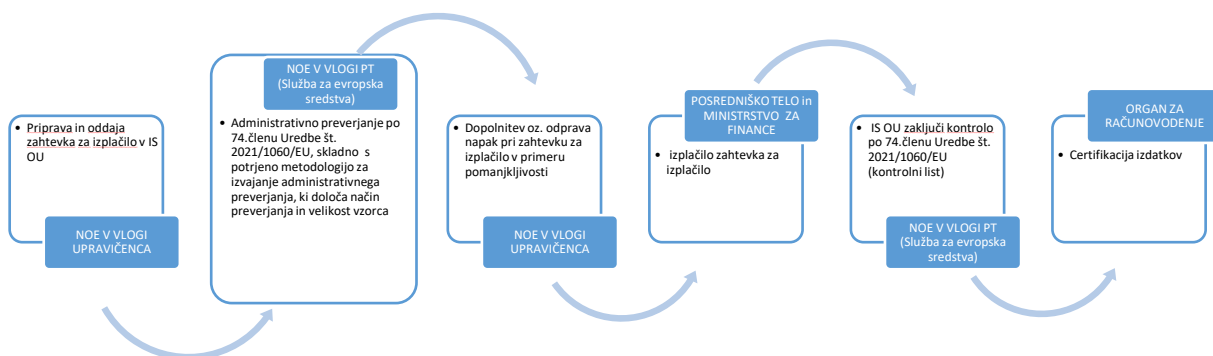 • Priprava in oddaja
zahtevka za izplačilo v IS
OU
NOE V VLOGI
UPRAVIČENCA
NOE V VLOGI PT
(Služba za evropska
sredstva)
• Administrativno preverjanje po
74.členu Uredbe št.
2021/1060/EU, skladno s
potrjeno metodologijo za
izvajanje administrativnega
preverjanja, ki določa način
preverjanja in velikost vzorca
• Dopolnitev oz. odprava
napak pri zahtevku za
izplačilo v primeru
pomanjkljivosti
NOE V VLOGI
UPRAVIČENCA
POSREDNIŠKO TELO in
MINISTRSTVO ZA
FINANCE
• izplačilo zahtevka za
izplačilo
• IS OU zaključi kontrolo
po 74.členu Uredbe št.
2021/1060/EU
(kontrolni list)
NOE V VLOGI PT
(Služba za evropska
sredstva)
ORGAN ZA
RAČUNOVODENJE
• Certifikacija izdatkov